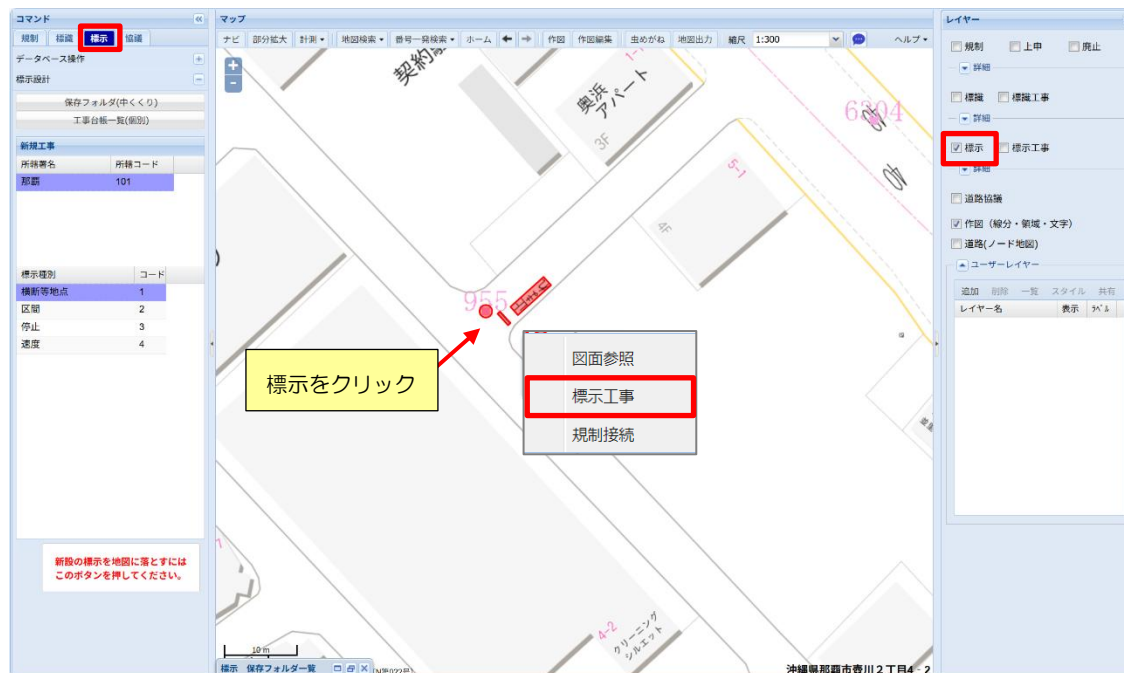 コマンド
規制 標識 標示 協議
データベース操作
標示設計
保存フォルダ(中くくり)
工事台帳一覧(個別)
新規工事
所轄署名 所轄コード
那覇 101
標示種別 コード
横断等地点 1
区間 2
停止 3
速度 4
新設の標示を地図に落とすには
このボタンを押してください。
マップ
ナビ 部分拡大 計測 地図検索 番号一発検索 ホーム 作図 作図編集 虫めがね 地図出力 縮尺 1:300 ヘルプ
契約
奥浜
アパート
3F
1-1
6204
40
5-1
4F
955
標示をクリック
図面参照
標示工事
規制接続
4-2
クリーニング
シルエット
10 m
標示 保存フォルダ一覧
沖縄県那覇市壺川2丁目4-2
レイヤー
規制 上申 廃止
詳細
標識 標識工事
詳細
標示 標示工事
詳細
道路協議
作図(線分・領域・文字)
道路(ノード地図)
ユーザーレイヤー
追加 削除 一覧 スタイル 共有
レイヤー名 表示 ラベル